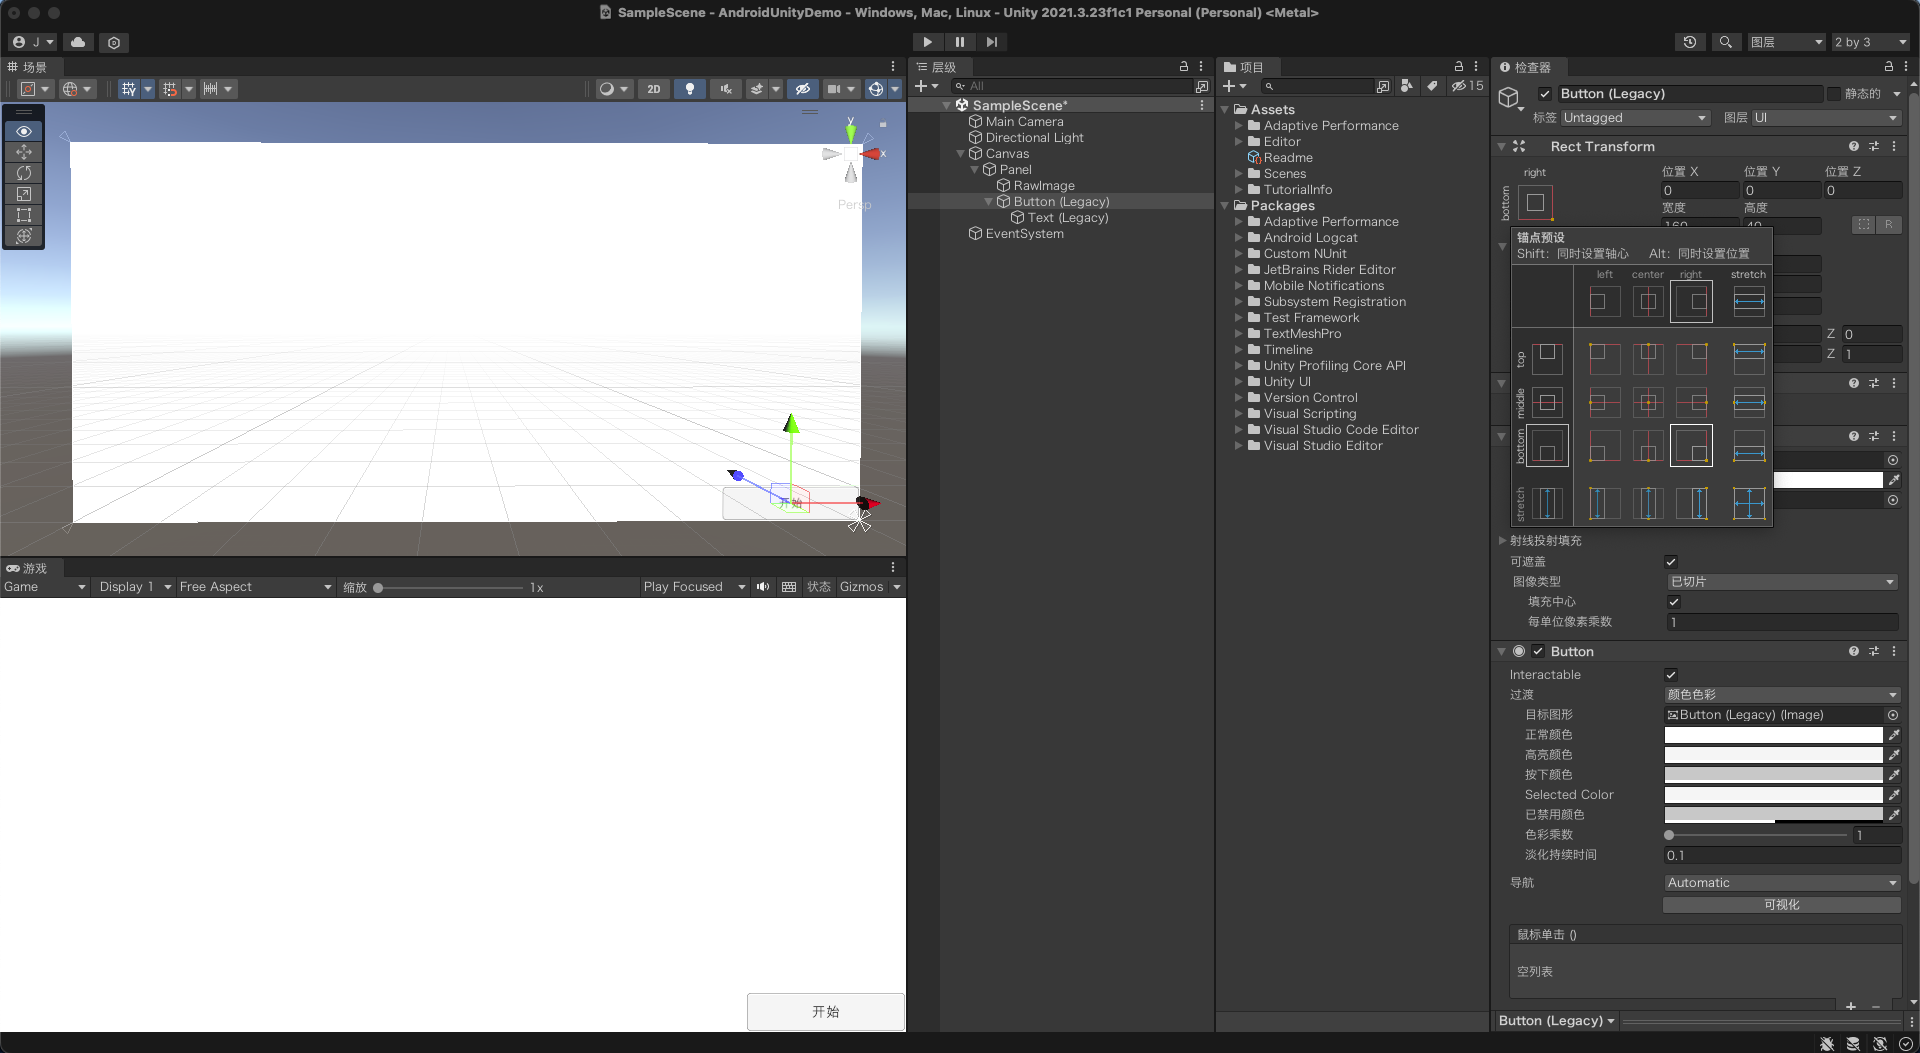 SampleScene - AndroidUnityDemo - Windows, Mac, Linux - Unity 2021.3.23f1c1 Personal (Personal) <Metal>
J
图层
2 by 3
场景
2D
y
x
Persp
开始
游戏
Game
Display 1
Free Aspect
缩放
1x
Play Focused
状态
Gizmos
开始
层级
All
SampleScene*
Main Camera
Directional Light
Canvas
Panel
RawImage
Button (Legacy)
Text (Legacy)
EventSystem
项目
15
Assets
Adaptive Performance
Editor
Readme
Scenes
TutorialInfo
Packages
Adaptive Performance
Android Logcat
Custom NUnit
JetBrains Rider Editor
Mobile Notifications
Subsystem Registration
Test Framework
TextMeshPro
Timeline
Unity Profiling Core API
Unity UI
Version Control
Visual Scripting
Visual Studio Code Editor
Visual Studio Editor
检查器
Button (Legacy)
静态的
标签 Untagged
图层 UI
Rect Transform
right
bottom
位置 X 位置 Y 位置 Z
0 0 0
宽度 高度
160 40
R
锚点预设
Shift: 同时设置轴心 Alt: 同时设置位置
left center right stretch
top
middle
bottom
stretch
Z 0
Z 1
射线投射填充
可遮盖
图像类型 已切片
填充中心
每单位像素乘数 1
Button
Interactable
过渡 颜色色彩
目标图形 Button (Legacy) (Image)
正常颜色
高亮颜色
按下颜色
Selected Color
已禁用颜色
色彩乘数 1
淡化持续时间 0.1
导航 Automatic
可视化
鼠标单击 ()
空列表
Button (Legacy)